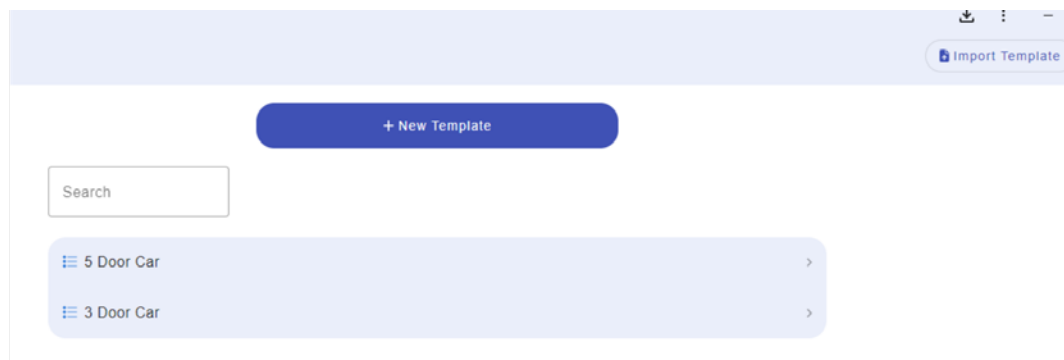 Import Template
+ New Template
Search
5 Door Car
3 Door Car